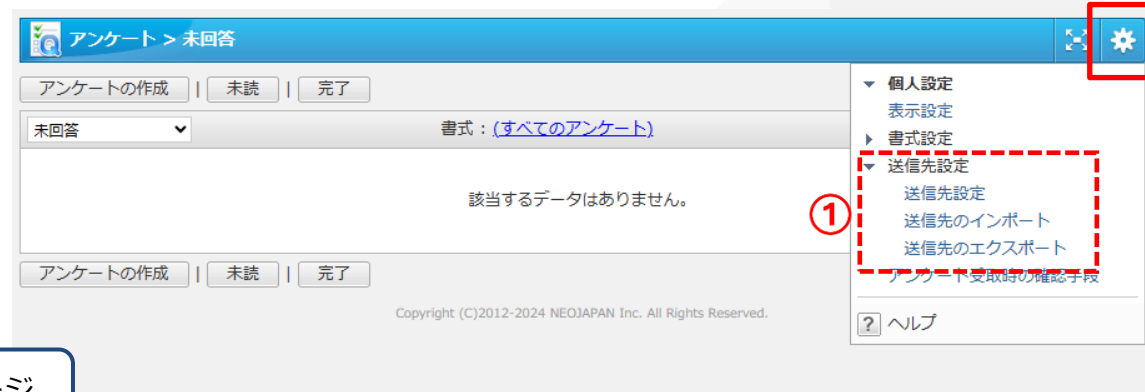 アンケート > 未回答
アンケートの作成 | 未読 | 完了
未回答 書式：(すべてのアンケート)
該当するデータはありません。
アンケートの作成 | 未読 | 完了
Copyright (C)2012-2024 NEOJAPAN Inc. All Rights Reserved.
個人設定
表示設定
書式設定
送信先設定
送信先設定
送信先のインポート
送信先のエクスポート
アンケート受取時の確認手段
? ヘルプ
①